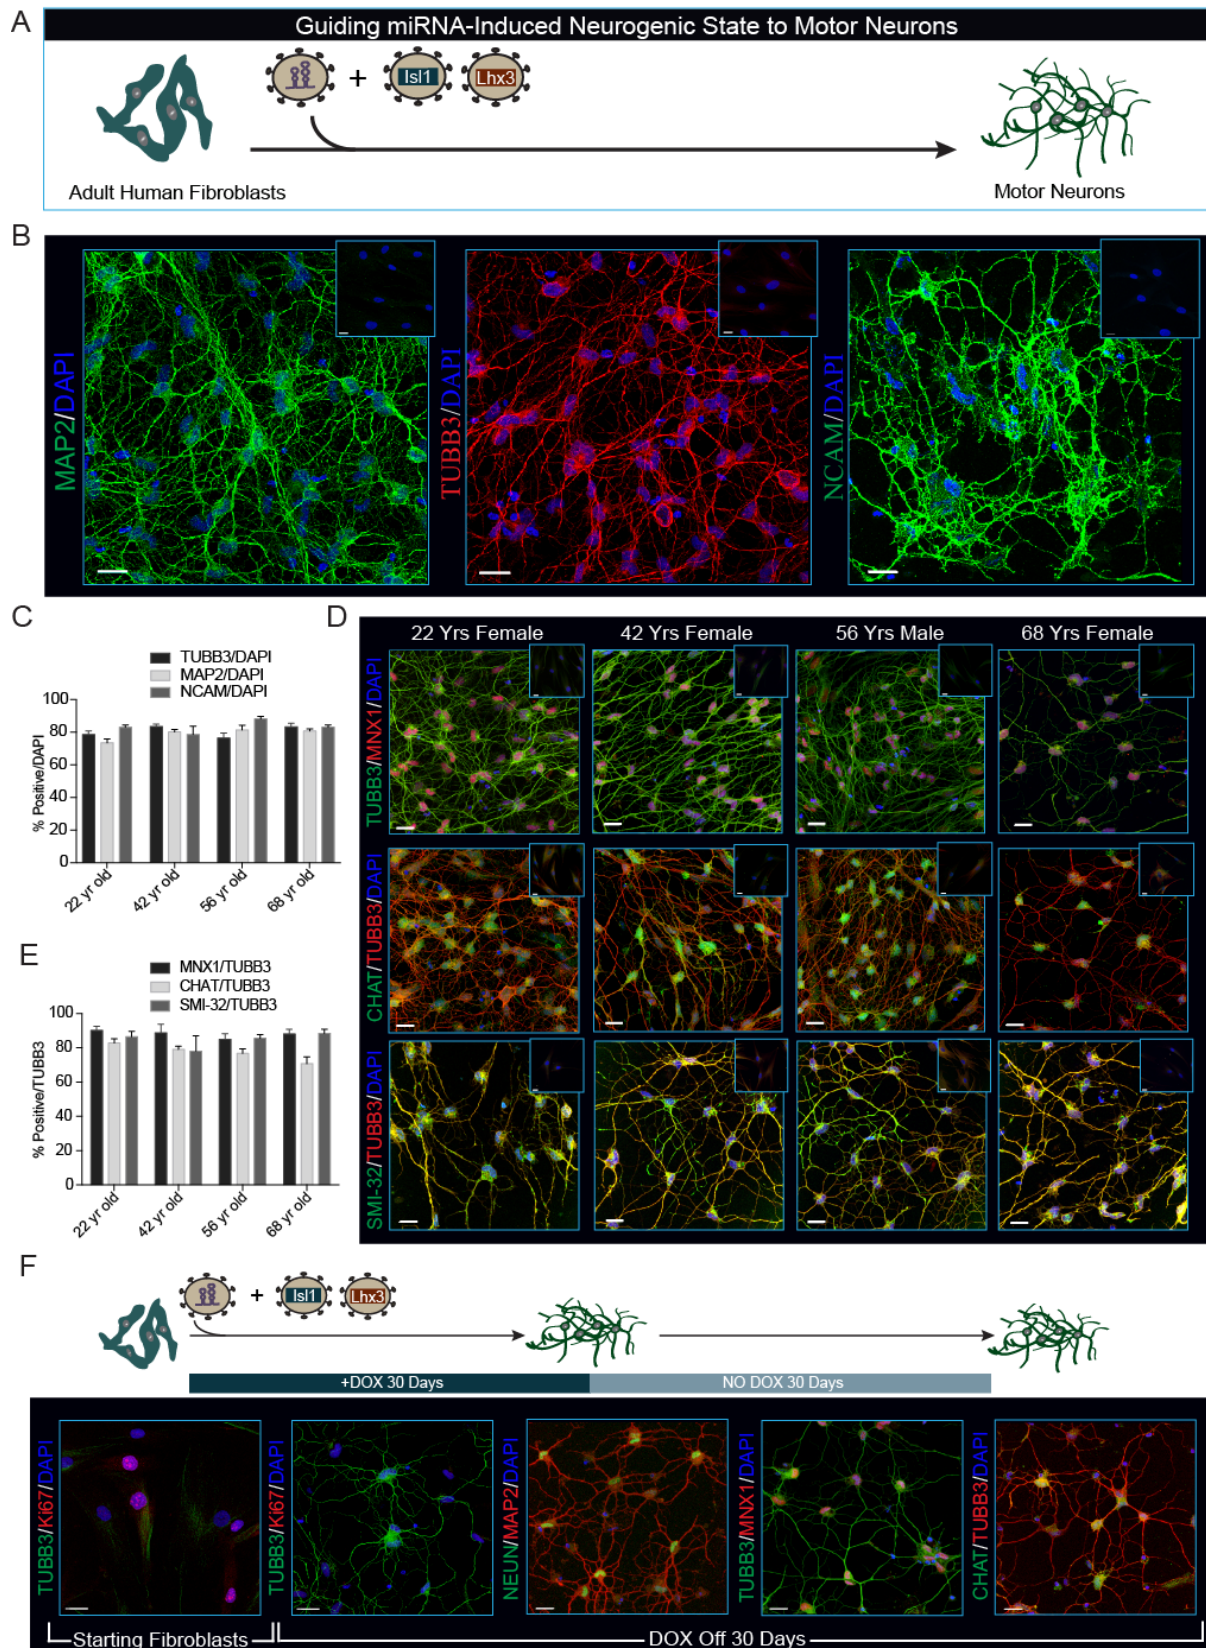 A
Guiding miRNA-Induced Neurogenic State to Motor Neurons
+
Isl1
Lhx3
Adult Human Fibroblasts
Motor Neurons
B
MAP2/DAPI
TUBB3/DAPI
NCAM/DAPI
C
TUBB3/DAPI
MAP2/DAPI
NCAM/DAPI
% Positive/DAPI
100
80
60
40
20
0
22 yr old
42 yr old
56 yr old
68 yr old
D
22 Yrs Female
42 Yrs Female
56 Yrs Male
68 Yrs Female
TUBB3/MNX1/DAPI
CHAT/TUBB3/DAPI
SMI-32/TUBB3/DAPI
E
MNX1/TUBB3
CHAT/TUBB3
SMI-32/TUBB3
% Positive/TUBB3
100
80
60
40
20
0
22 yr old
42 yr old
56 yr old
68 yr old
F
+
Isl1
Lhx3
+DOX 30 Days
NO DOX 30 Days
TUBB3/Ki67/DAPI
TUBB3/Ki67/DAPI
NEUN/MAP2/DAPI
TUBB3/MNX1/DAPI
CHAT/TUBB3/DAPI
Starting Fibroblasts
DOX Off 30 Days